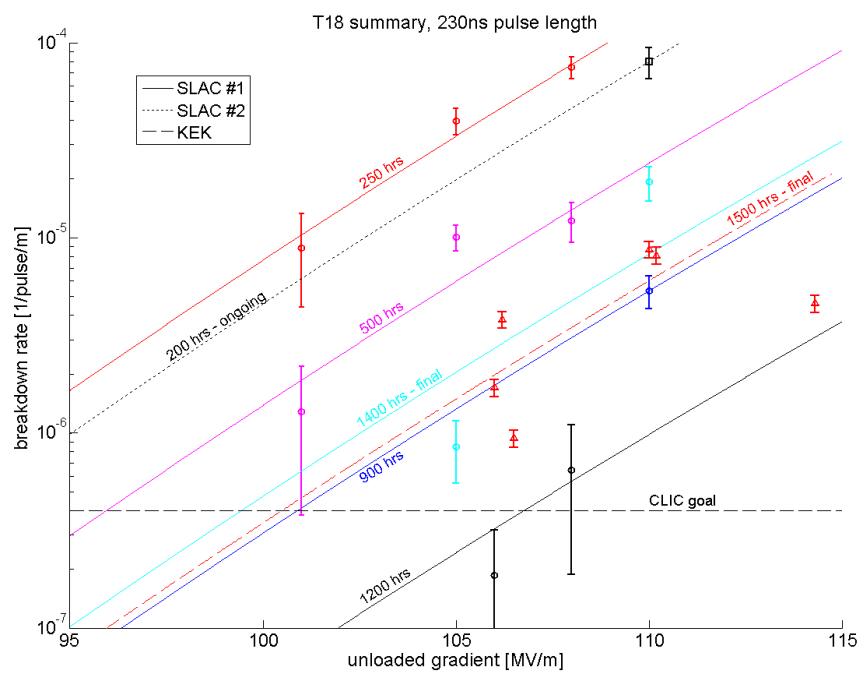 T18 summary, 230ns pulse length
10^-4
SLAC #1
SLAC #2
KEK
250 hrs
10^-5
1500 hrs - final
200 hrs - ongoing
500 hrs
1400 hrs - final
900 hrs
10^-6
CLIC goal
1200 hrs
10^-7
breakdown rate [1/pulse/m]
95
100
105
110
115
unloaded gradient [MV/m]